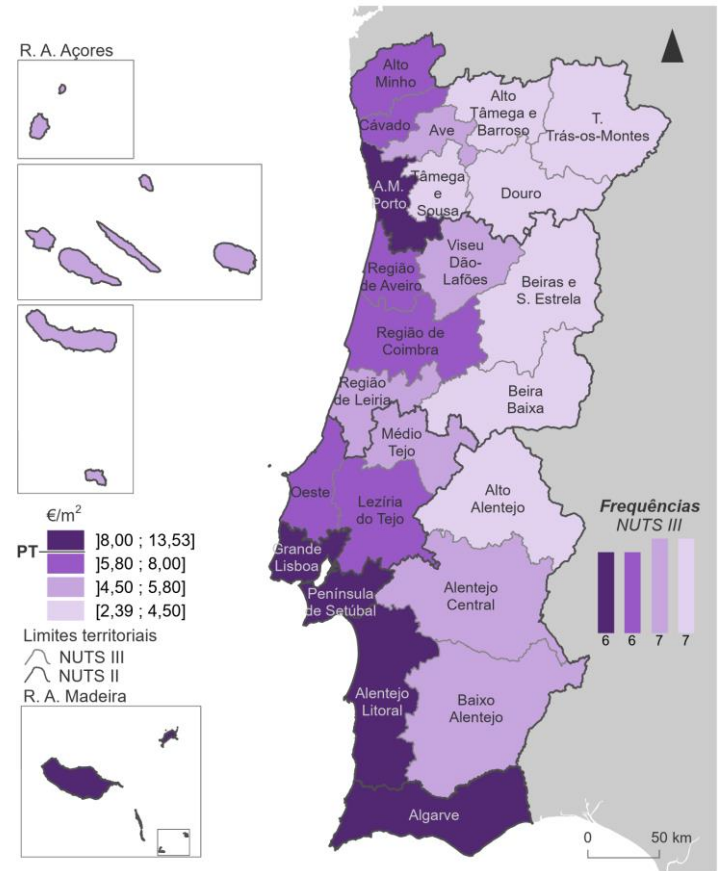 R. A. Açores
Alto
Minho
Cávado
Ave
Alto
Tâmega e
Barroso
T.
Trás-os-Montes
A.M.
Porto
Tâmega
e
Sousa
Douro
Viseu
Dão-
Lafões
Região
de Aveiro
Beiras e
S. Estrela
Região de
Coimbra
Região
de Leiria
Beira
Baixa
Médio
Tejo
Oeste
Lezíria
do Tejo
Alto
Alentejo
Grande
Lisboa
Península
de Setúbal
Alentejo
Central
Alentejo
Litoral
Baixo
Alentejo
Algarve
€/m²
PT
]8,00 ; 13,53]
]5,80 ; 8,00]
]4,50 ; 5,80]
[2,39 ; 4,50]
Limites territoriais
NUTS III
NUTS II
R. A. Madeira
Frequências
NUTS III
6 6 7 7
0 50 km